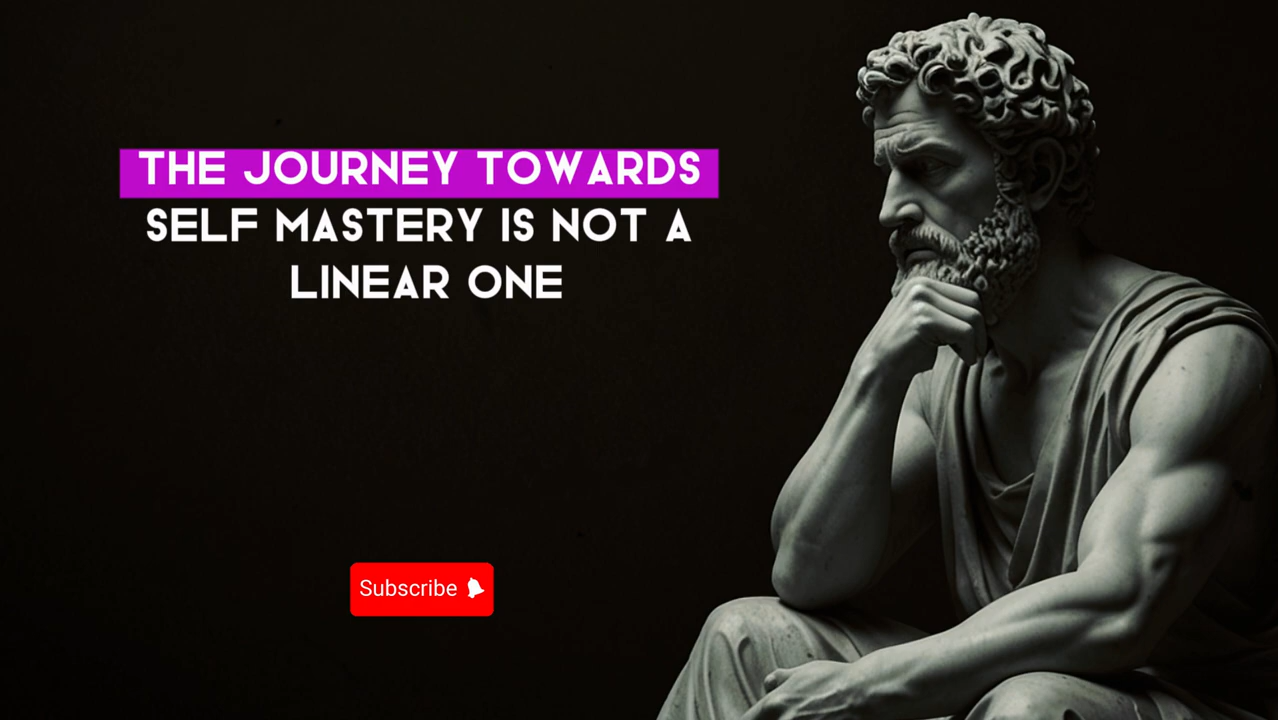 THE JOURNEY TOWARDS
SELF MASTERY IS NOT A
LINEAR ONE
Subscribe